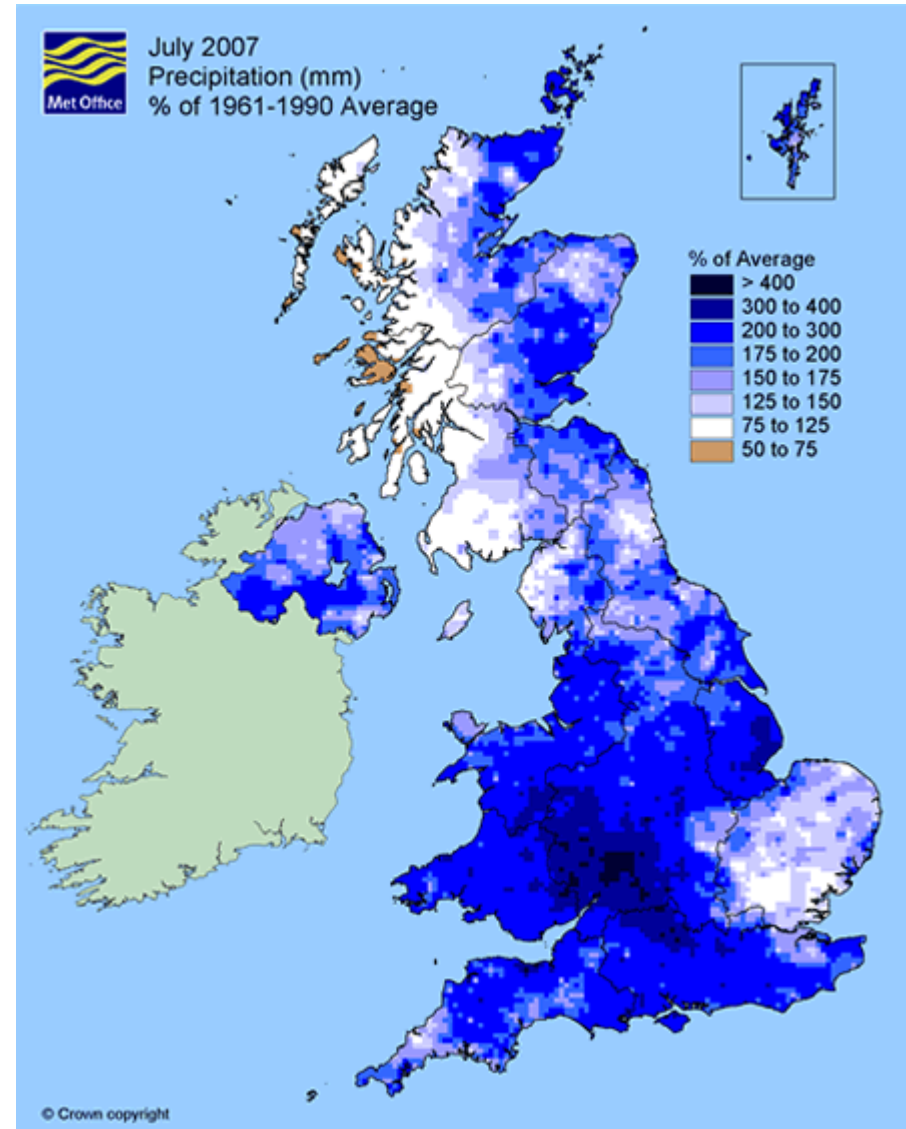 Met Office
July 2007
Precipitation (mm)
% of 1961-1990 Average
% of Average
> 400
300 to 400
200 to 300
175 to 200
150 to 175
125 to 150
75 to 125
50 to 75
© Crown copyright